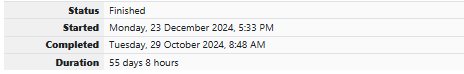 Status Finished
Started Monday, 23 December 2024, 5:33 PM
Completed Tuesday, 29 October 2024, 8:48 AM
Duration 55 days 8 hours